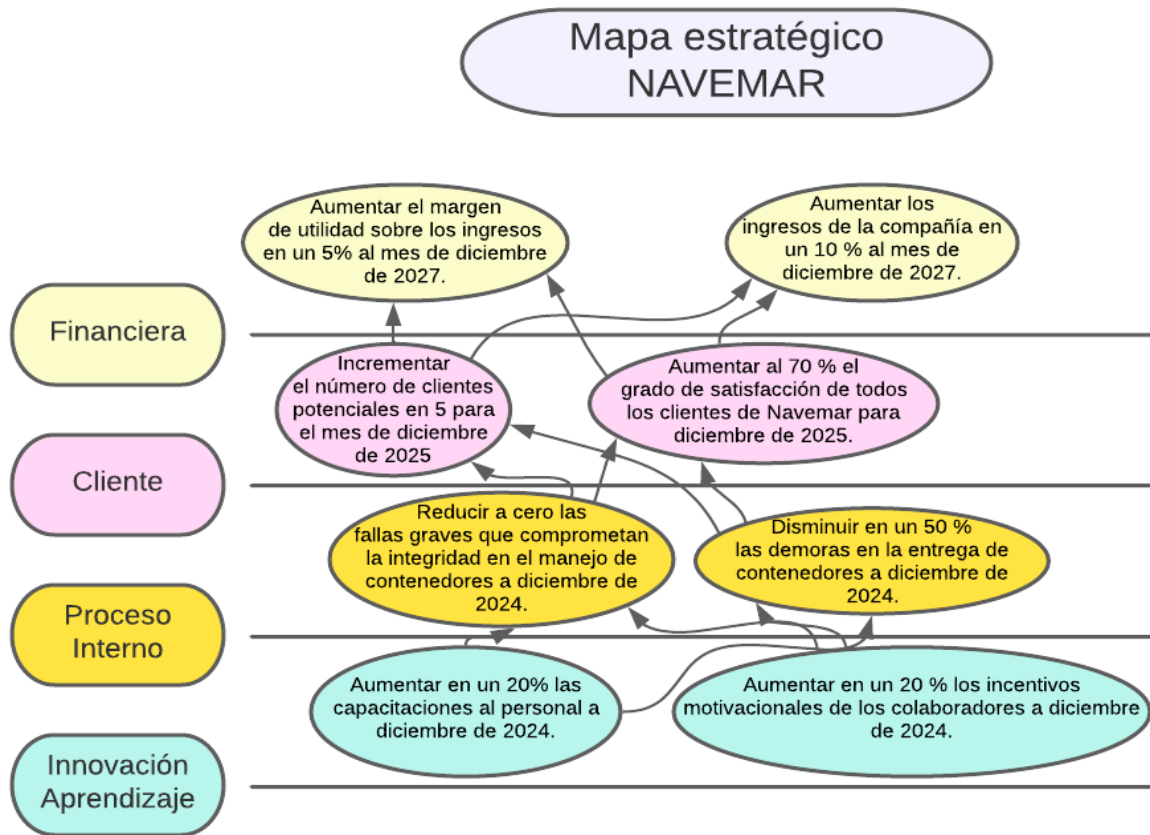 Mapa estratégico
NAVEMAR
Aumentar el margen
de utilidad sobre los ingresos
en un 5% al mes de diciembre
de 2027.
Aumentar los
ingresos de la compañía en
un 10 % al mes de
diciembre de 2027.
Financiera
Incrementar
el número de clientes
potenciales en 5 para
el mes de diciembre
de 2025
Aumentar al 70 % el
grado de satisfacción de todos
los clientes de Navemar para
diciembre de 2025.
Cliente
Reducir a cero las
fallas graves que comprometan
la integridad en el manejo de
contenedores a diciembre de
2024.
Disminuir en un 50 %
las demoras en la entrega de
contenedores a diciembre de
2024.
Proceso
Interno
Aumentar en un 20% las
capacitaciones al personal a
diciembre de 2024.
Aumentar en un 20 % los incentivos
motivacionales de los colaboradores a diciembre
de 2024.
Innovación
Aprendizaje